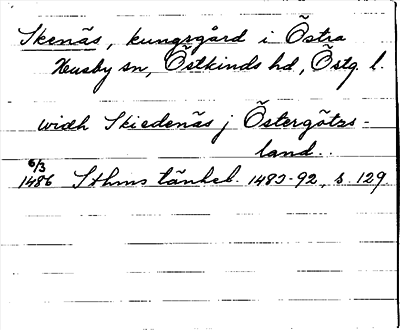 Skenäs, kungsgård i Östra
Husby sn, Östkinds hd, Östg. l.
widh Skiedenäs j Östergötzs-
land..
6/3
1486 Sthms tänkeb. 1483-92, s. 129.